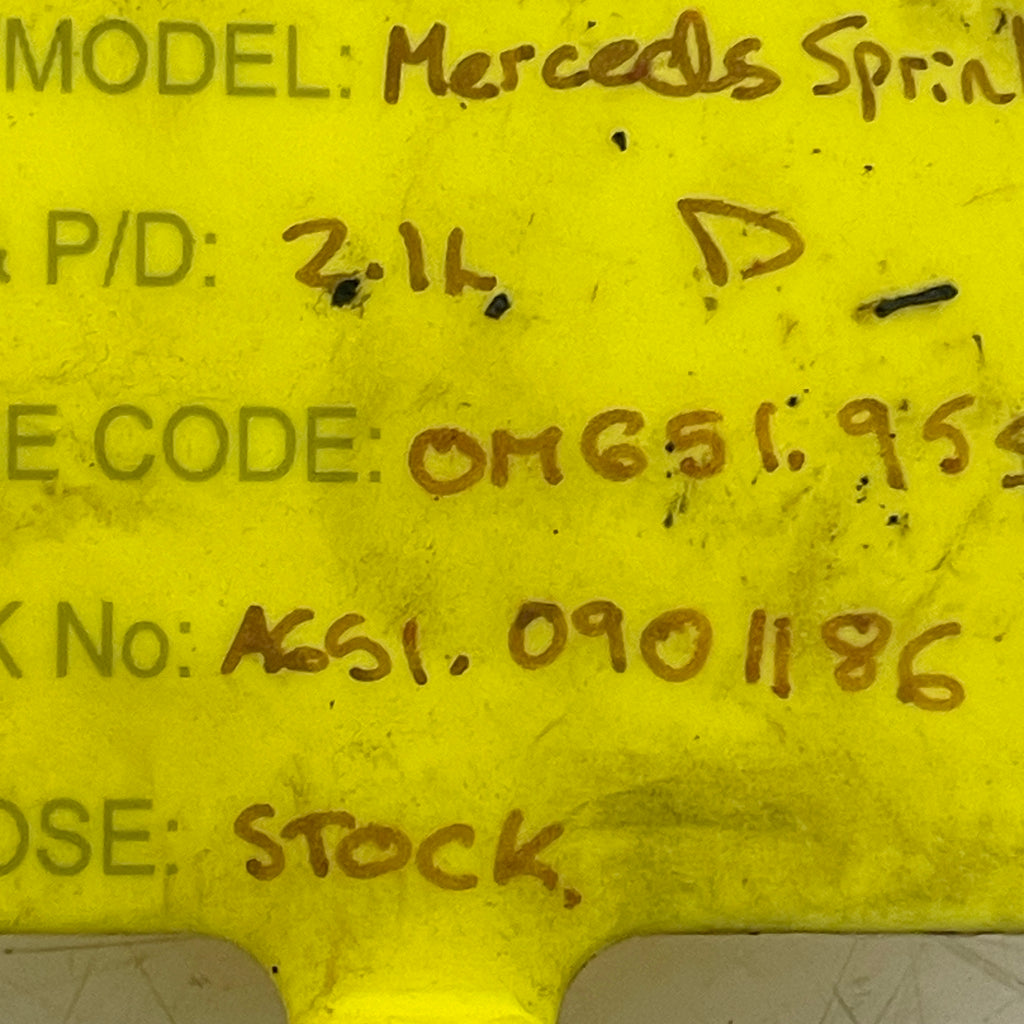 MODEL: Mercedes Sprin
& P/D: 2.1L D
E CODE: OM651.955
K No: A651.0901186
OSE: STOCK.